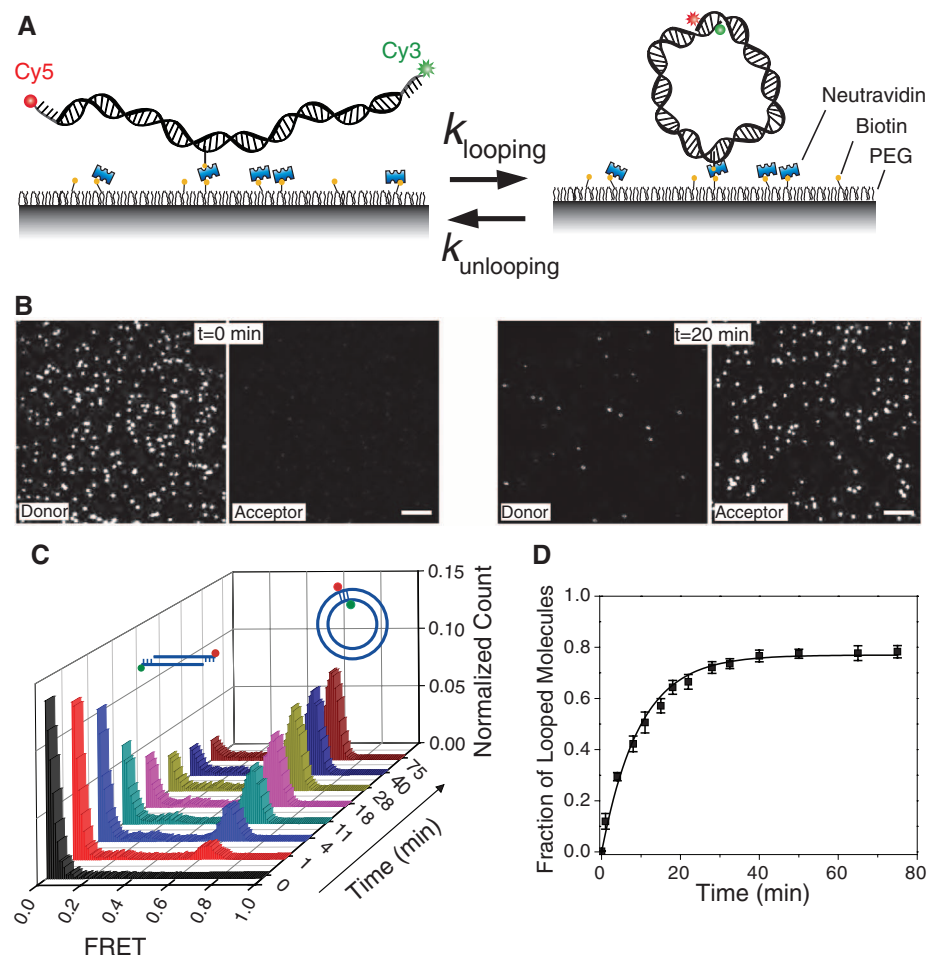 A
Cy5
Cy3
k looping
k unlooping
Neutravidin
Biotin
PEG
B
t=0 min
Donor
Acceptor
t=20 min
Donor
Acceptor
C
0.15
0.10
0.05
0.00
Normalized Count
0.0
0.2
0.4
0.6
0.8
1.0
FRET
0
1
4
11
18
28
40
75
Time (min)
D
1.0
0.8
0.6
0.4
0.2
0.0
Fraction of Looped Molecules
0 20 40 60 80
Time (min)